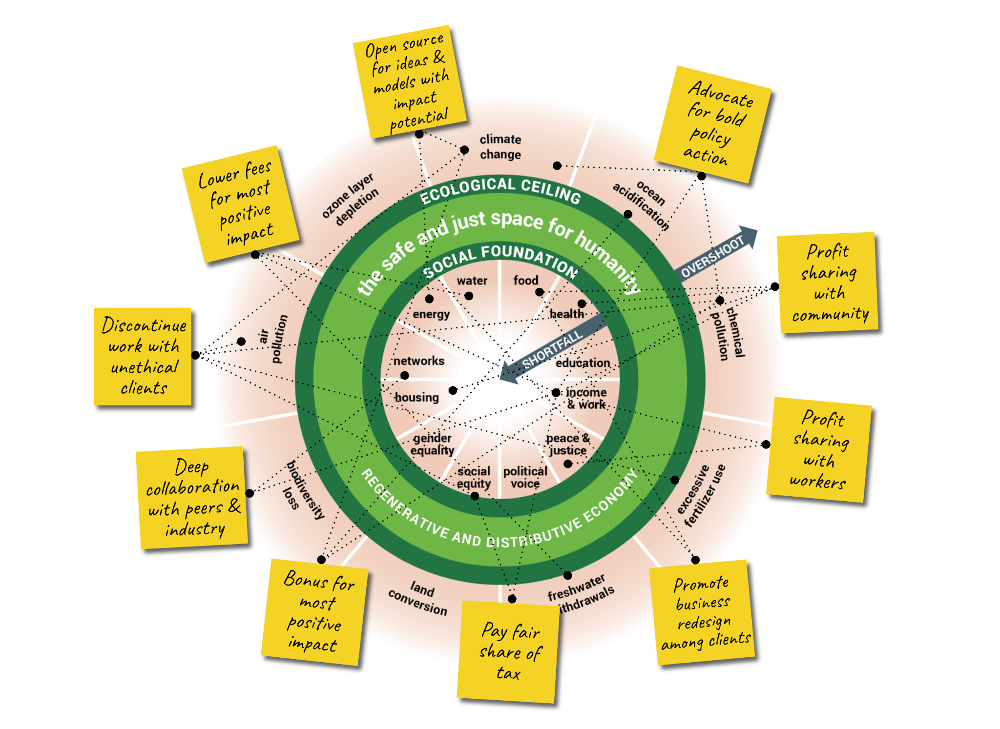 Open source
for ideas &
models with
impact
potential
Advocate
for bold
policy
action
Lower fees
for most
positive
impact
Profit
sharing
with
community
Discontinue
work with
unethical
clients
Profit
sharing
with
workers
Deep
collaboration
with peers &
industry
Bonus for
most
positive
impact
Pay fair
share of
tax
Promote
business
redesign
among clients
climate
change
ocean
acidification
chemical
pollution
excessive
fertilizer use
freshwater
ithdrawals
land
conversion
biodiversity
loss
air
pollution
ozone layer
depletion
ECOLOGICAL CEILING
the safe and just space for humanity
SOCIAL FOUNDATION
OVERSHOOT
SHORTFALL
water
food
energy
health
networks
education
housing
income
& work
gender
equality
peace &
justice
social
equity
political
voice
REGENERATIVE AND DISTRIBUTIVE ECONOMY